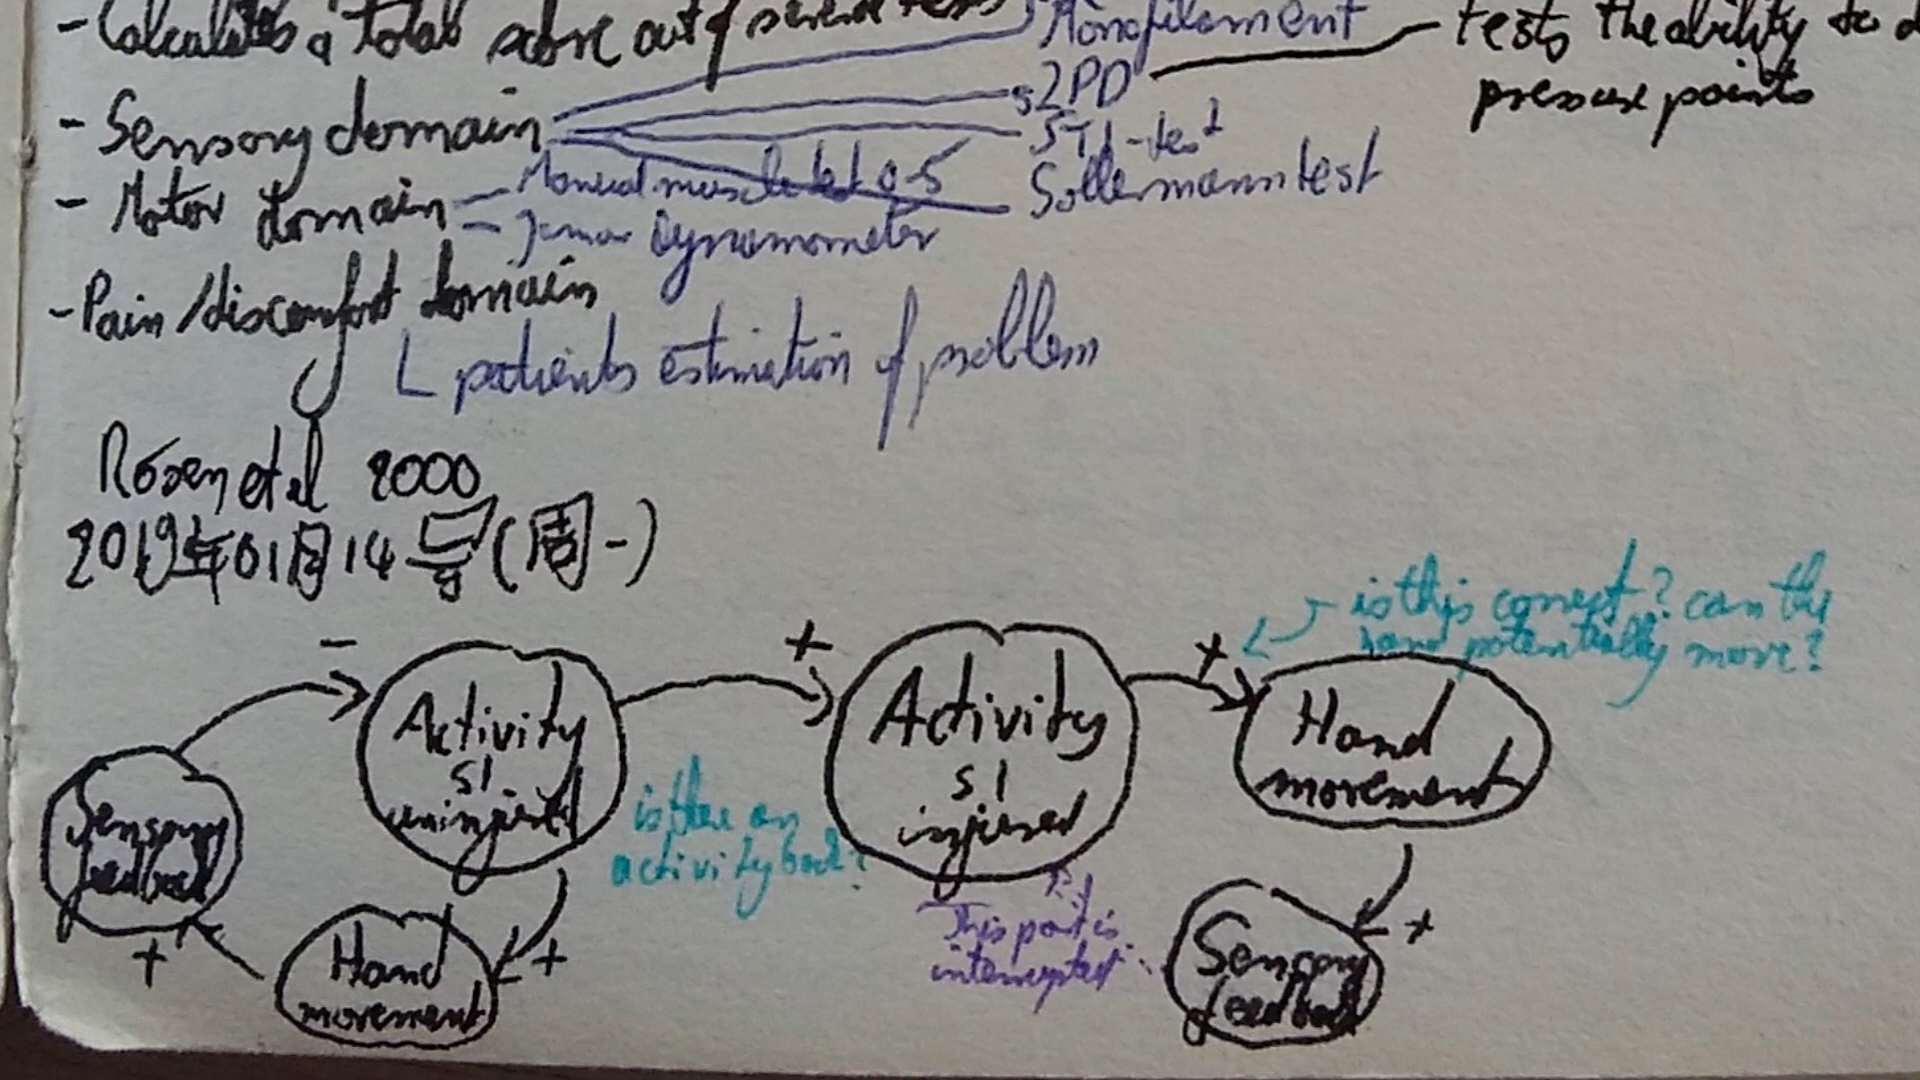 - Calculates a total score out of several tests
Monofilament
- tests the ability to
pressure points
s2PD
- Sensory domain
STI-test
Sollermann test
- Motor domain
- Manual muscle test 0-5
- Jamar Dynamometer
- Pain/discomfort domain
L patients estimation of problem
Rosen et al 2000
2019年01月14号(周一)
is this correct? can the
hand potentially move?
-
+
+
Activity
S1
uninjured
Activity
S1
injured
Hand
movement
is there an
activity back?
Sensory
feedback
+
Hand
movement
+
This part is
interrupted
Sensory
feedback
+